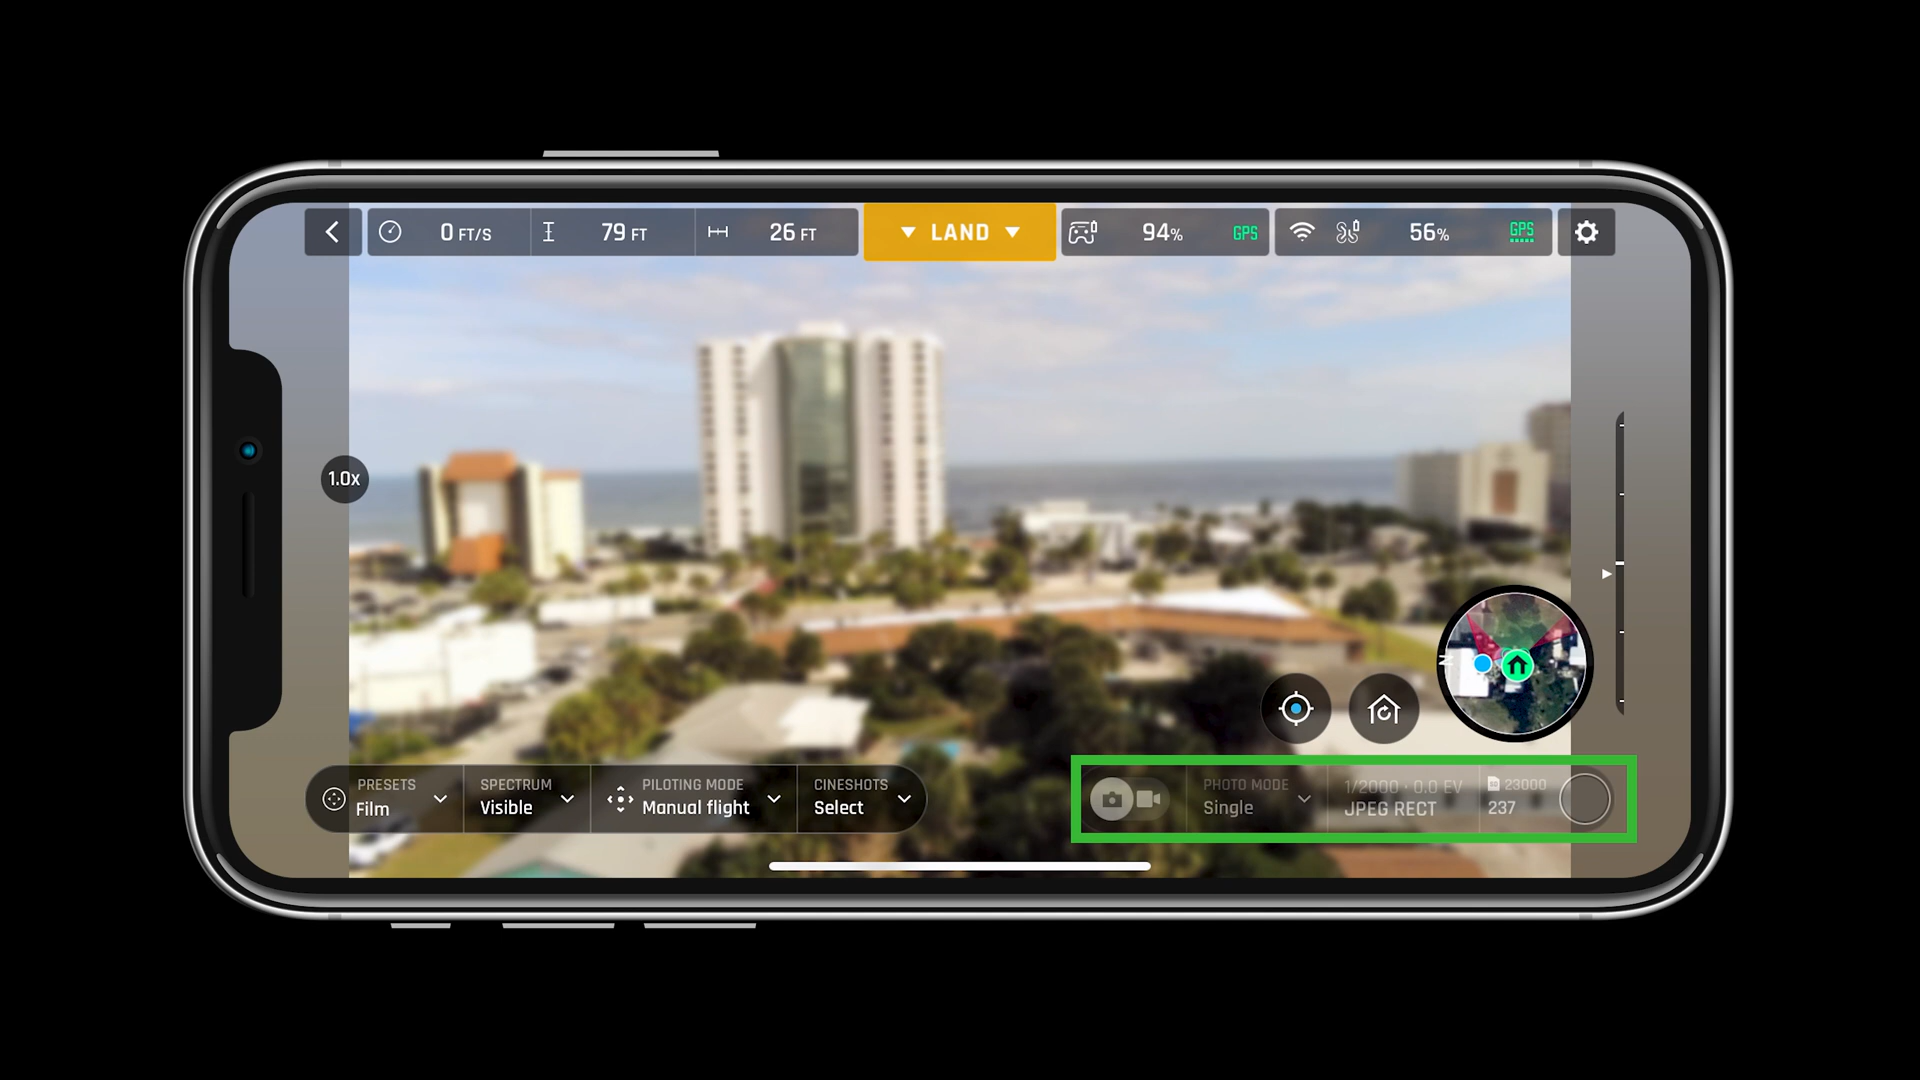 0 FT/S
79 FT
26 FT
LAND
94%
GPS
56%
GPS
1.0x
N
PRESETS
Film
SPECTRUM
Visible
PILOTING MODE
Manual flight
CINESHOTS
Select
PHOTO MODE
Single
1/2000 · 0.0 EV
JPEG RECT
23000
237